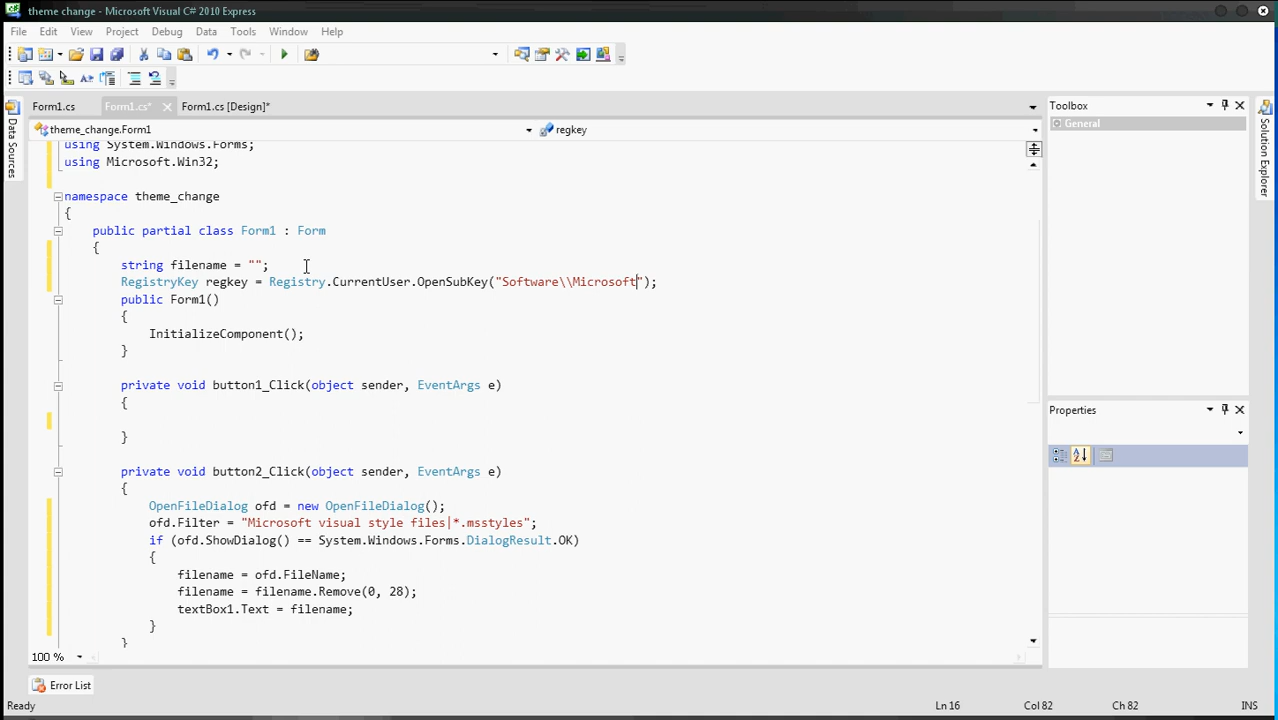 theme change - Microsoft Visual C# 2010 Express
File Edit View Project Debug Data Tools Window Help
Form1.cs Form1.cs* Form1.cs [Design]*
Toolbox
General
theme_change.Form1 regkey
Data Sources
Solution Explorer
using System.Windows.Forms;
using Microsoft.Win32;
namespace theme_change
{
public partial class Form1 : Form
{
string filename = "";
RegistryKey regkey = Registry.CurrentUser.OpenSubKey("Software\\Microsoft");
public Form1()
{
InitializeComponent();
}
private void button1_Click(object sender, EventArgs e)
{
}
private void button2_Click(object sender, EventArgs e)
{
OpenFileDialog ofd = new OpenFileDialog();
ofd.Filter = "Microsoft visual style files|*.msstyles";
if (ofd.ShowDialog() == System.Windows.Forms.DialogResult.OK)
{
filename = ofd.FileName;
filename = filename.Remove(0, 28);
textBox1.Text = filename;
}
}
Properties
100 %
Error List
Ready Ln 16 Col 82 Ch 82 INS